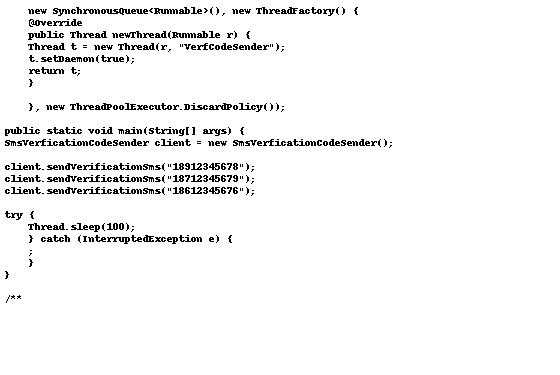 new SynchronousQueue<Runnable>(), new ThreadFactory() {
@Override
public Thread newThread(Runnable r) {
Thread t = new Thread(r, "VerfCodeSender");
t.setDaemon(true);
return t;
}
}, new ThreadPoolExecutor.DiscardPolicy());
public static void main(String[] args) {
SmsVerficationCodeSender client = new SmsVerficationCodeSender();
client.sendVerificationSms("18912345678");
client.sendVerificationSms("18712345679");
client.sendVerificationSms("18612345676");
try {
Thread.sleep(100);
} catch (InterruptedException e) {
;
}
}
/**